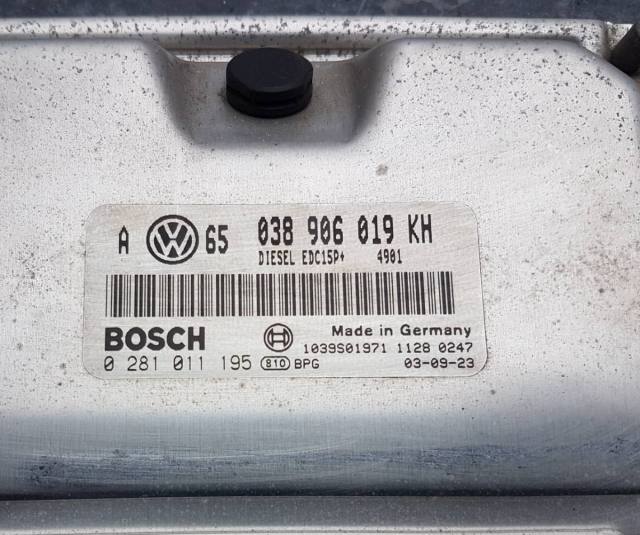 A VW 65 038 906 019 KH
DIESEL EDC15P+ 4901
BOSCH Made in Germany
1039S01971 1128 0247
0 281 011 195 810 BPG 03-09-23